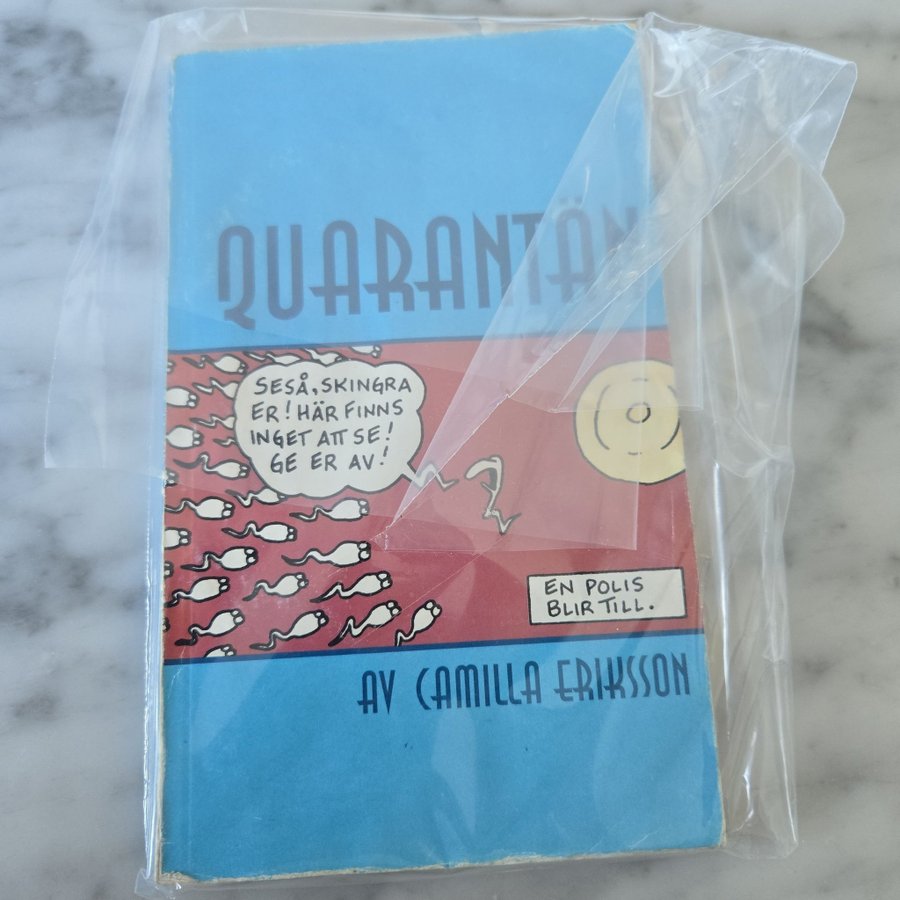 QUARANTÄN
SESÅ, SKINGRA
ER! HÄR FINNS
INGET ATT SE!
GE ER AV!
EN POLIS
BLIR TILL.
AV CAMILLA ERIKSSON